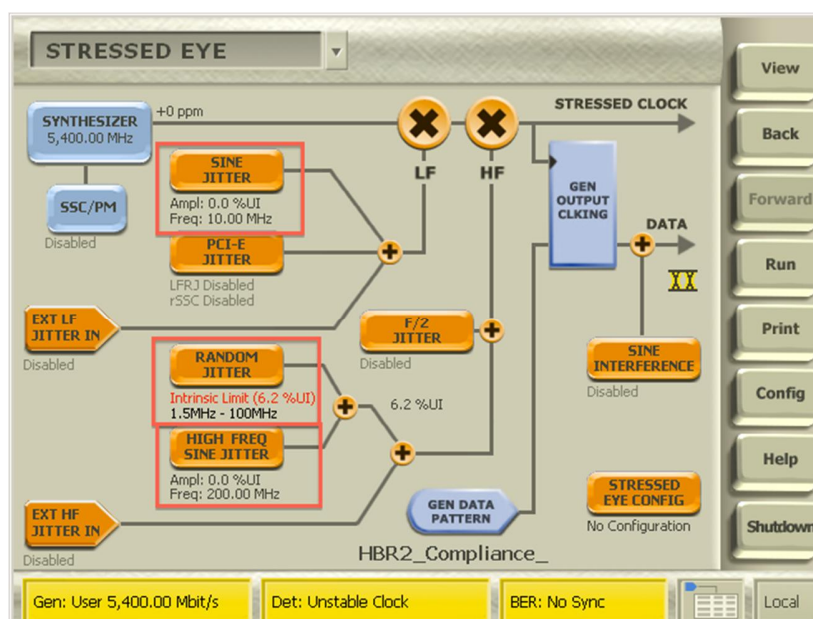 STRESSED EYE
View
SYNTHESIZER
5,400.00 MHz
+0 ppm
STRESSED CLOCK
Back
SINE
JITTER
LF
HF
GEN
OUTPUT
CLKING
SSC/PM
Disabled
Ampl: 0.0 %UI
Freq: 10.00 MHz
Forward
PCI-E
JITTER
DATA
LFRJ Disabled
rSSC Disabled
Run
EXT LF
JITTER IN
Disabled
F/2
JITTER
Disabled
Print
RANDOM
JITTER
Intrinsic Limit (6.2 %UI)
1.5MHz - 100MHz
SINE
INTERFERENCE
Disabled
6.2 %UI
Config
HIGH FREQ
SINE JITTER
Ampl: 0.0 %UI
Freq: 200.00 MHz
Help
STRESSED
EYE CONFIG
No Configuration
EXT HF
JITTER IN
Disabled
GEN DATA
PATTERN
HBR2_Compliance_
Shutdown
Gen: User 5,400.00 Mbit/s
Det: Unstable Clock
BER: No Sync
Local